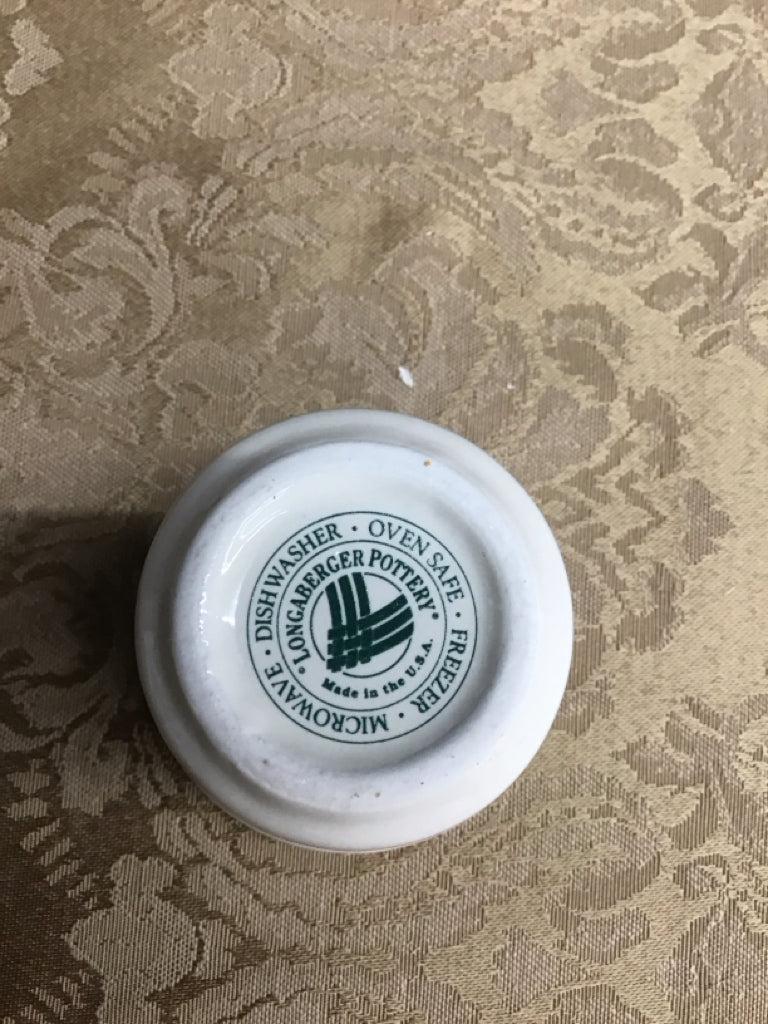 DISHWASHER • OVEN SAFE • FREEZER • MICROWAVE •
LONGABERGER POTTERY®
Made in the U.S.A.